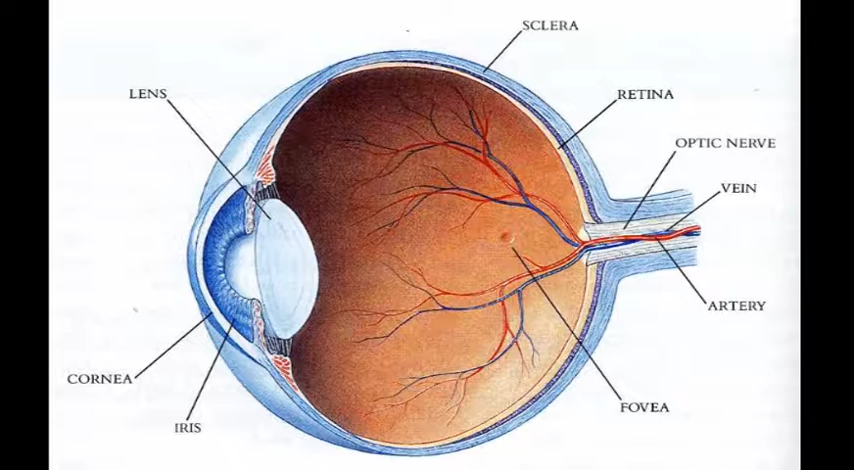 SCLERA
LENS
RETINA
OPTIC NERVE
VEIN
ARTERY
CORNEA
FOVEA
IRIS